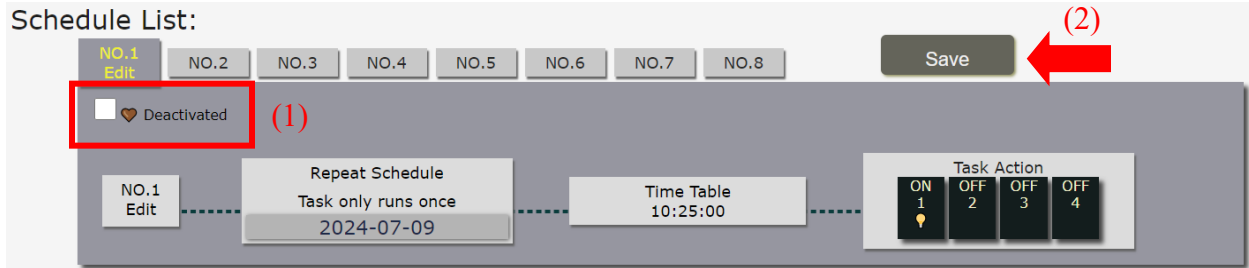 Schedule List:
(2)
NO.1
Edit
NO.2 NO.3 NO.4 NO.5 NO.6 NO.7 NO.8
Save
Deactivated
(1)
NO.1
Edit
Repeat Schedule
Task only runs once
2024-07-09
Time Table
10:25:00
Task Action
ON OFF OFF OFF
1 2 3 4